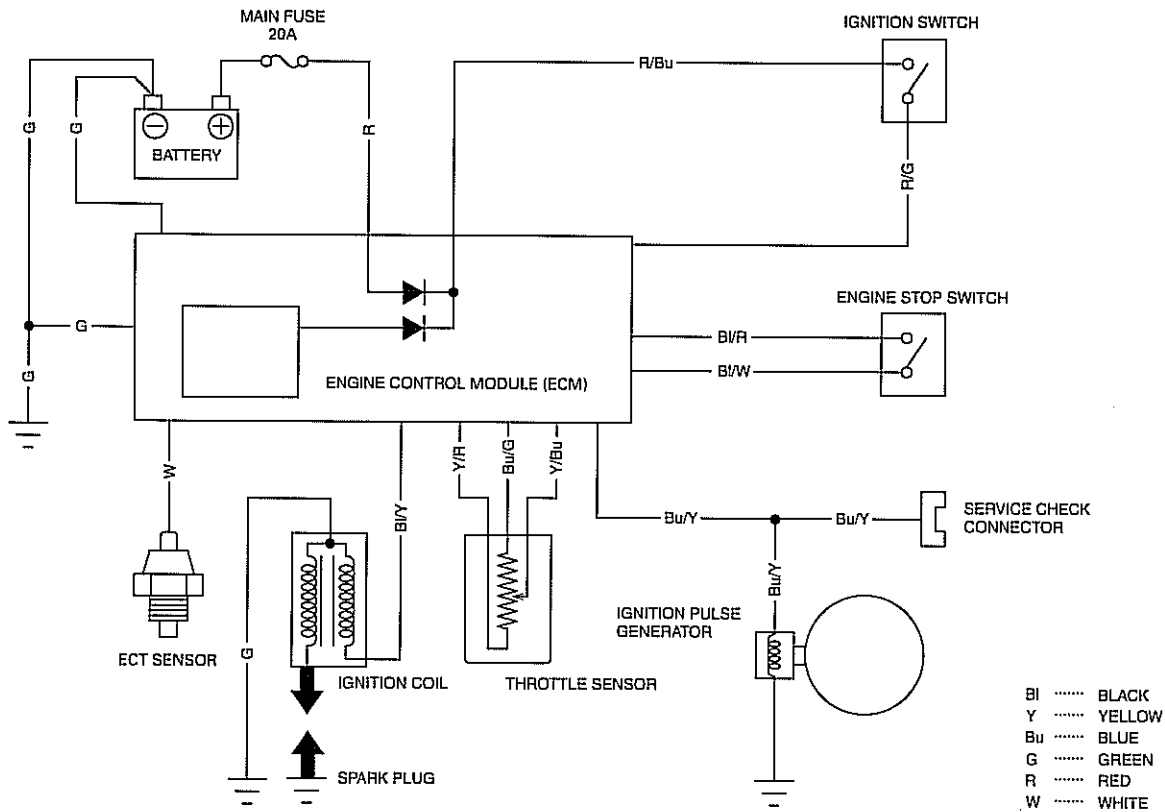 MAIN FUSE
20A
IGNITION SWITCH
R/Bu
G
G
R
BATTERY
R/G
ENGINE STOP SWITCH
G
Bl/R
Bl/W
G
ENGINE CONTROL MODULE (ECM)
W
Bl/Y
Y/R
Bu/G
Y/Bu
Bu/Y
Bu/Y
SERVICE CHECK
CONNECTOR
Bu/Y
IGNITION PULSE
GENERATOR
G
ECT SENSOR
IGNITION COIL
THROTTLE SENSOR
SPARK PLUG
Bl ...... BLACK
Y ...... YELLOW
Bu ...... BLUE
G ...... GREEN
R ...... RED
W ...... WHITE